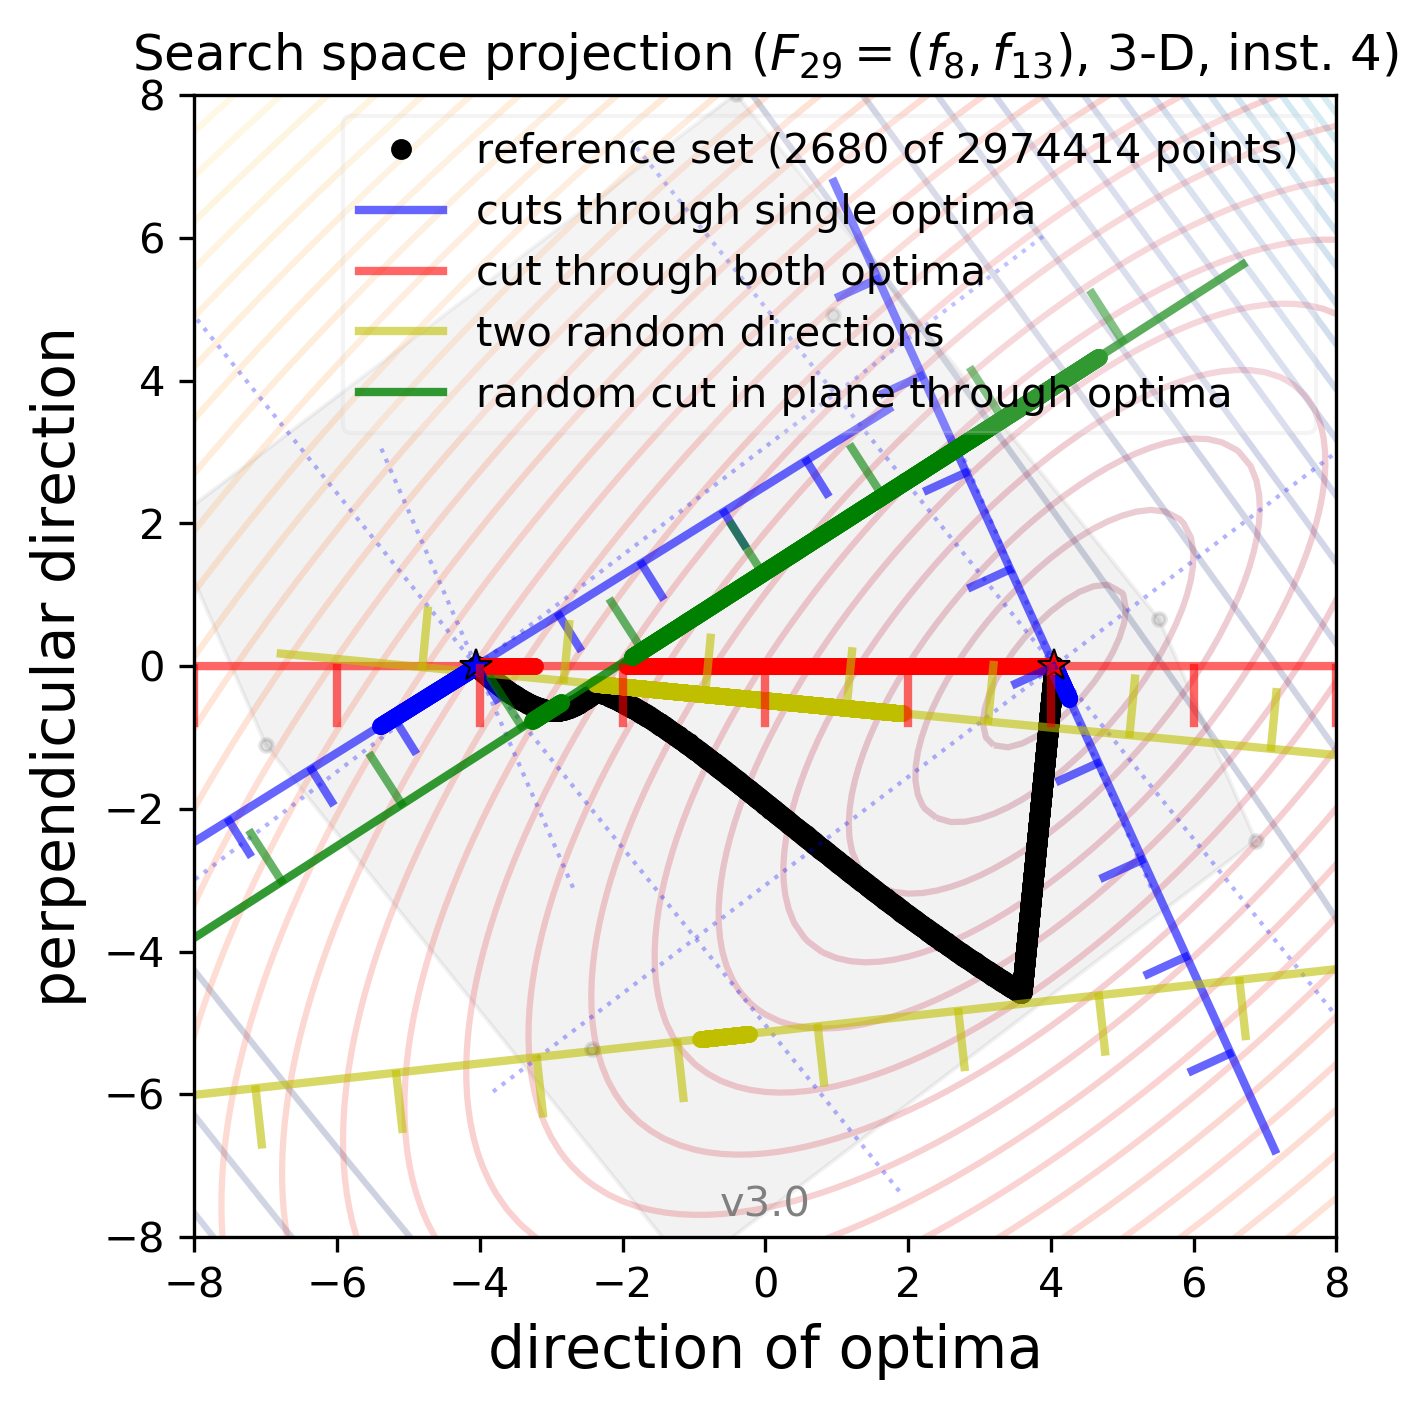 Search space projection (F29 = (f8, f13), 3-D, inst. 4)
reference set (2680 of 2974414 points)
cuts through single optima
cut through both optima
two random directions
random cut in plane through optima
perpendicular direction
8
6
4
2
0
−2
−4
−6
−8
v3.0
−8 −6 −4 −2 0 2 4 6 8
direction of optima